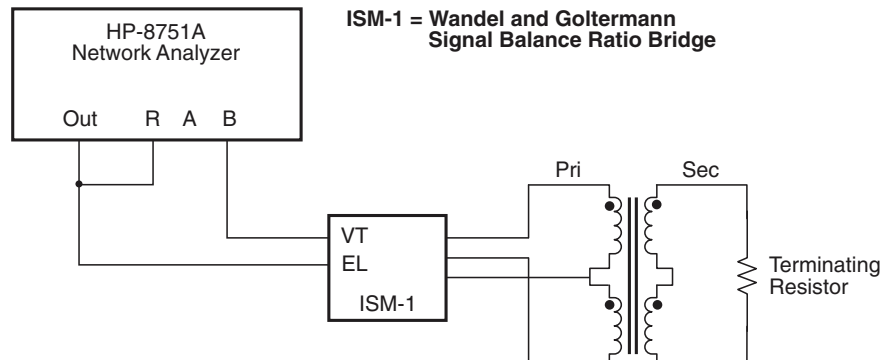 HP-8751A
Network Analyzer
Out R A B
ISM-1 = Wandel and Goltermann
Signal Balance Ratio Bridge
Pri Sec
VT
EL
ISM-1
Terminating
Resistor